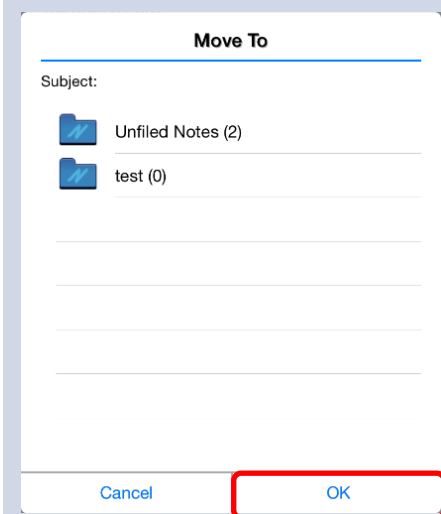 Move To
Subject:
Unfiled Notes (2)
test (0)
Cancel
OK